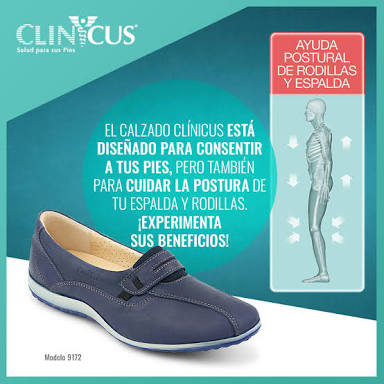 CLINICUS®
Salud para sus Pies
AYUDA
POSTURAL
DE RODILLAS
Y ESPALDA
EL CALZADO CLÍNICUS ESTÁ
DISEÑADO PARA CONSENTIR
A TUS PIES, PERO TAMBIÉN
PARA CUIDAR LA POSTURA DE
TU ESPALDA Y RODILLAS.
¡EXPERIMENTA
SUS BENEFICIOS!
Modelo 9172